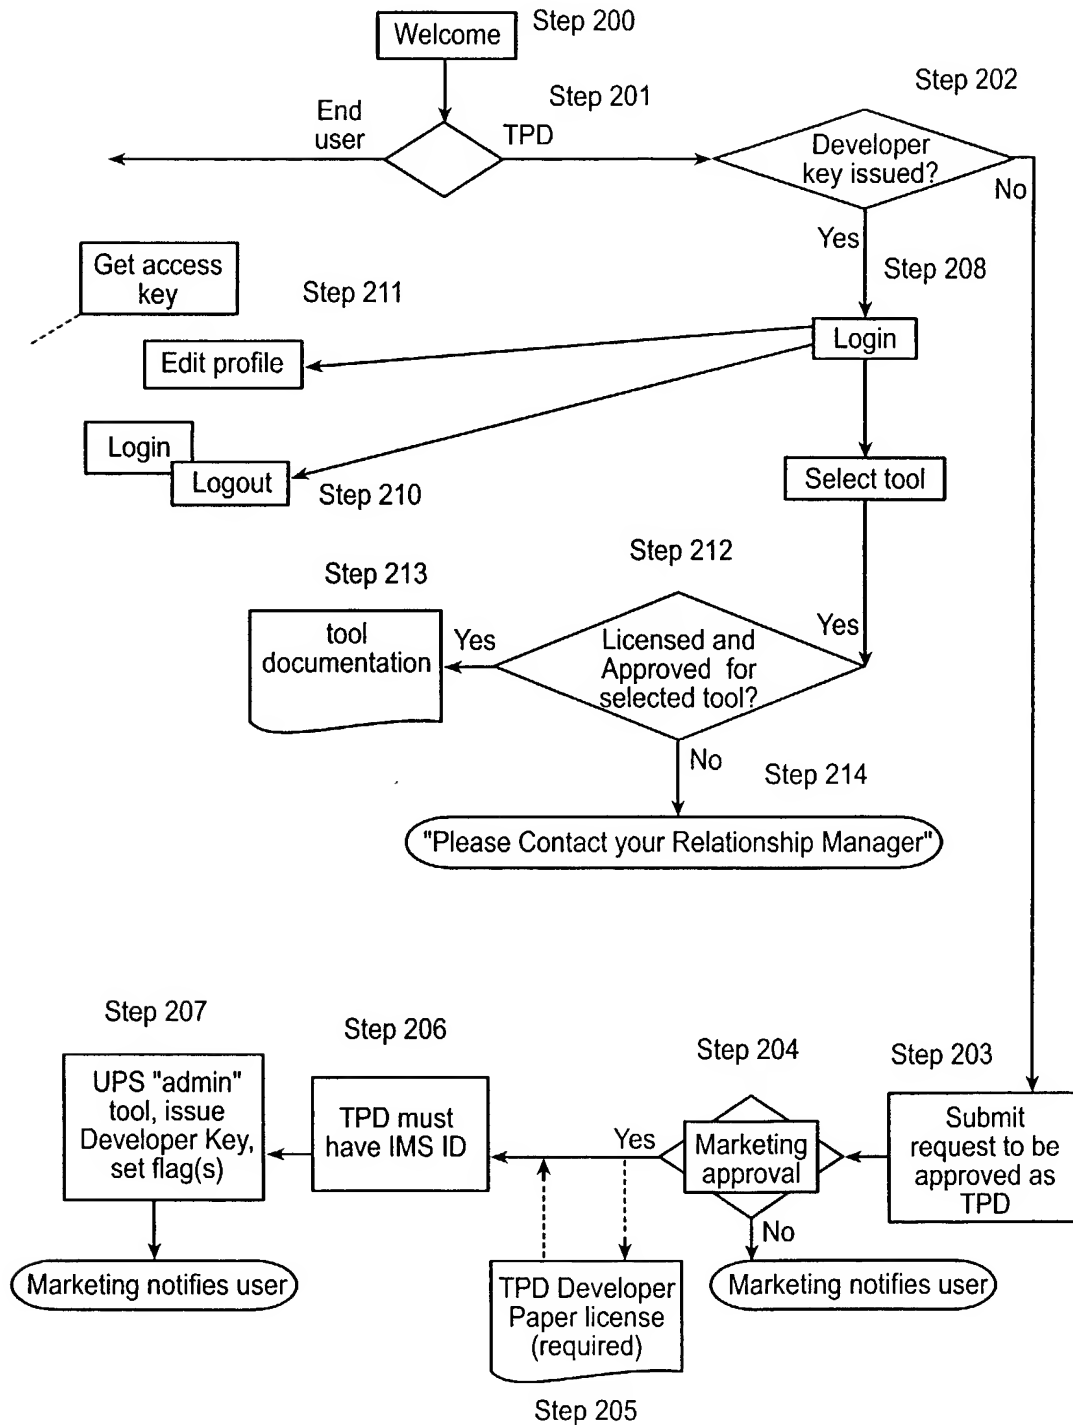 Welcome
Step 200
Step 201
Step 202
End
user
TPD
Developer
key issued?
No
Yes
Step 208
Get access
key
Step 211
Login
Edit profile
Login
Logout
Step 210
Select tool
Step 212
Step 213
tool
documentation
Yes
Licensed and
Approved for
selected tool?
Yes
No
Step 214
"Please Contact your Relationship Manager"
Step 207
Step 206
Step 204
Step 203
UPS "admin"
tool, issue
Developer Key,
set flag(s)
TPD must
have IMS ID
Yes
Marketing
approval
Submit
request to be
approved as
TPD
No
Marketing notifies user
TPD Developer
Paper license
(required)
Marketing notifies user
Step 205